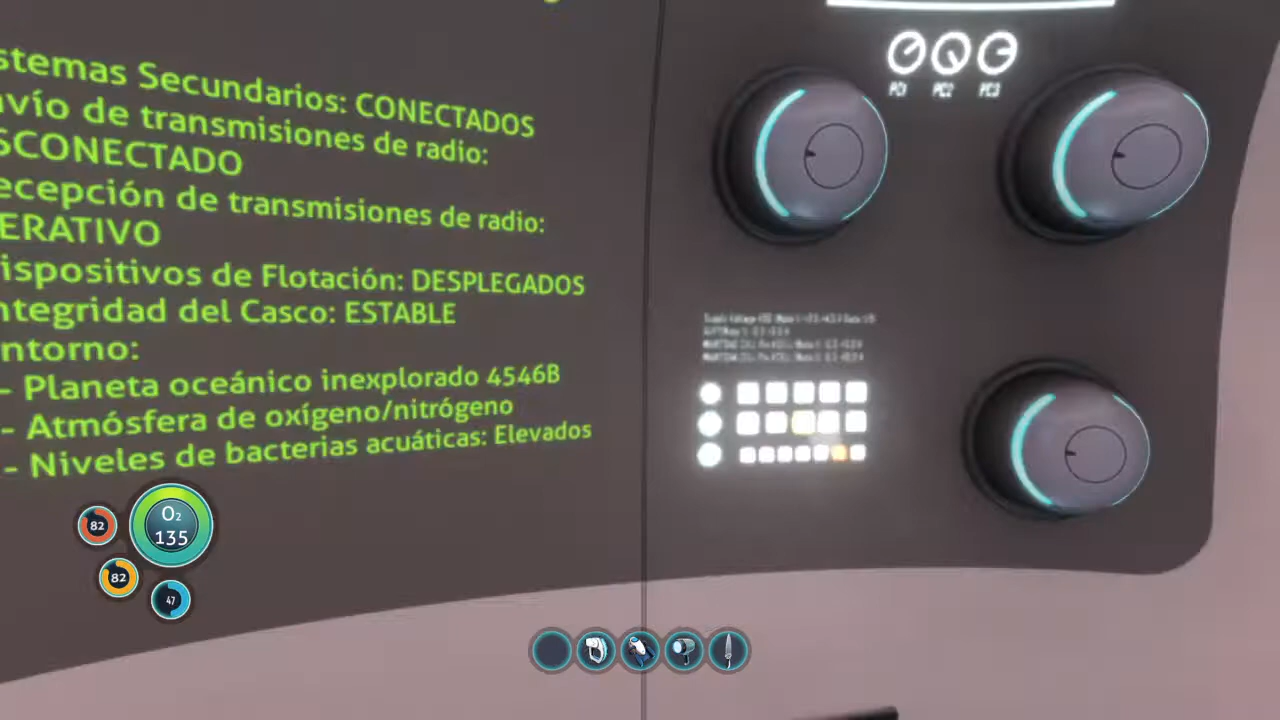 stemas Secundarios: CONECTADOS
nvío de transmisiones de radio:
SCONECTADO
ecepción de transmisiones de radio:
ERATIVO
ispositivos de Flotación: DESPLEGADOS
ntegridad del Casco: ESTABLE
ntorno:
- Planeta oceánico inexplorado 4546B
- Atmósfera de oxígeno/nitrógeno
- Niveles de bacterias acuáticas: Elevados
PC1 PC2 PC3
82
O₂
135
82
47